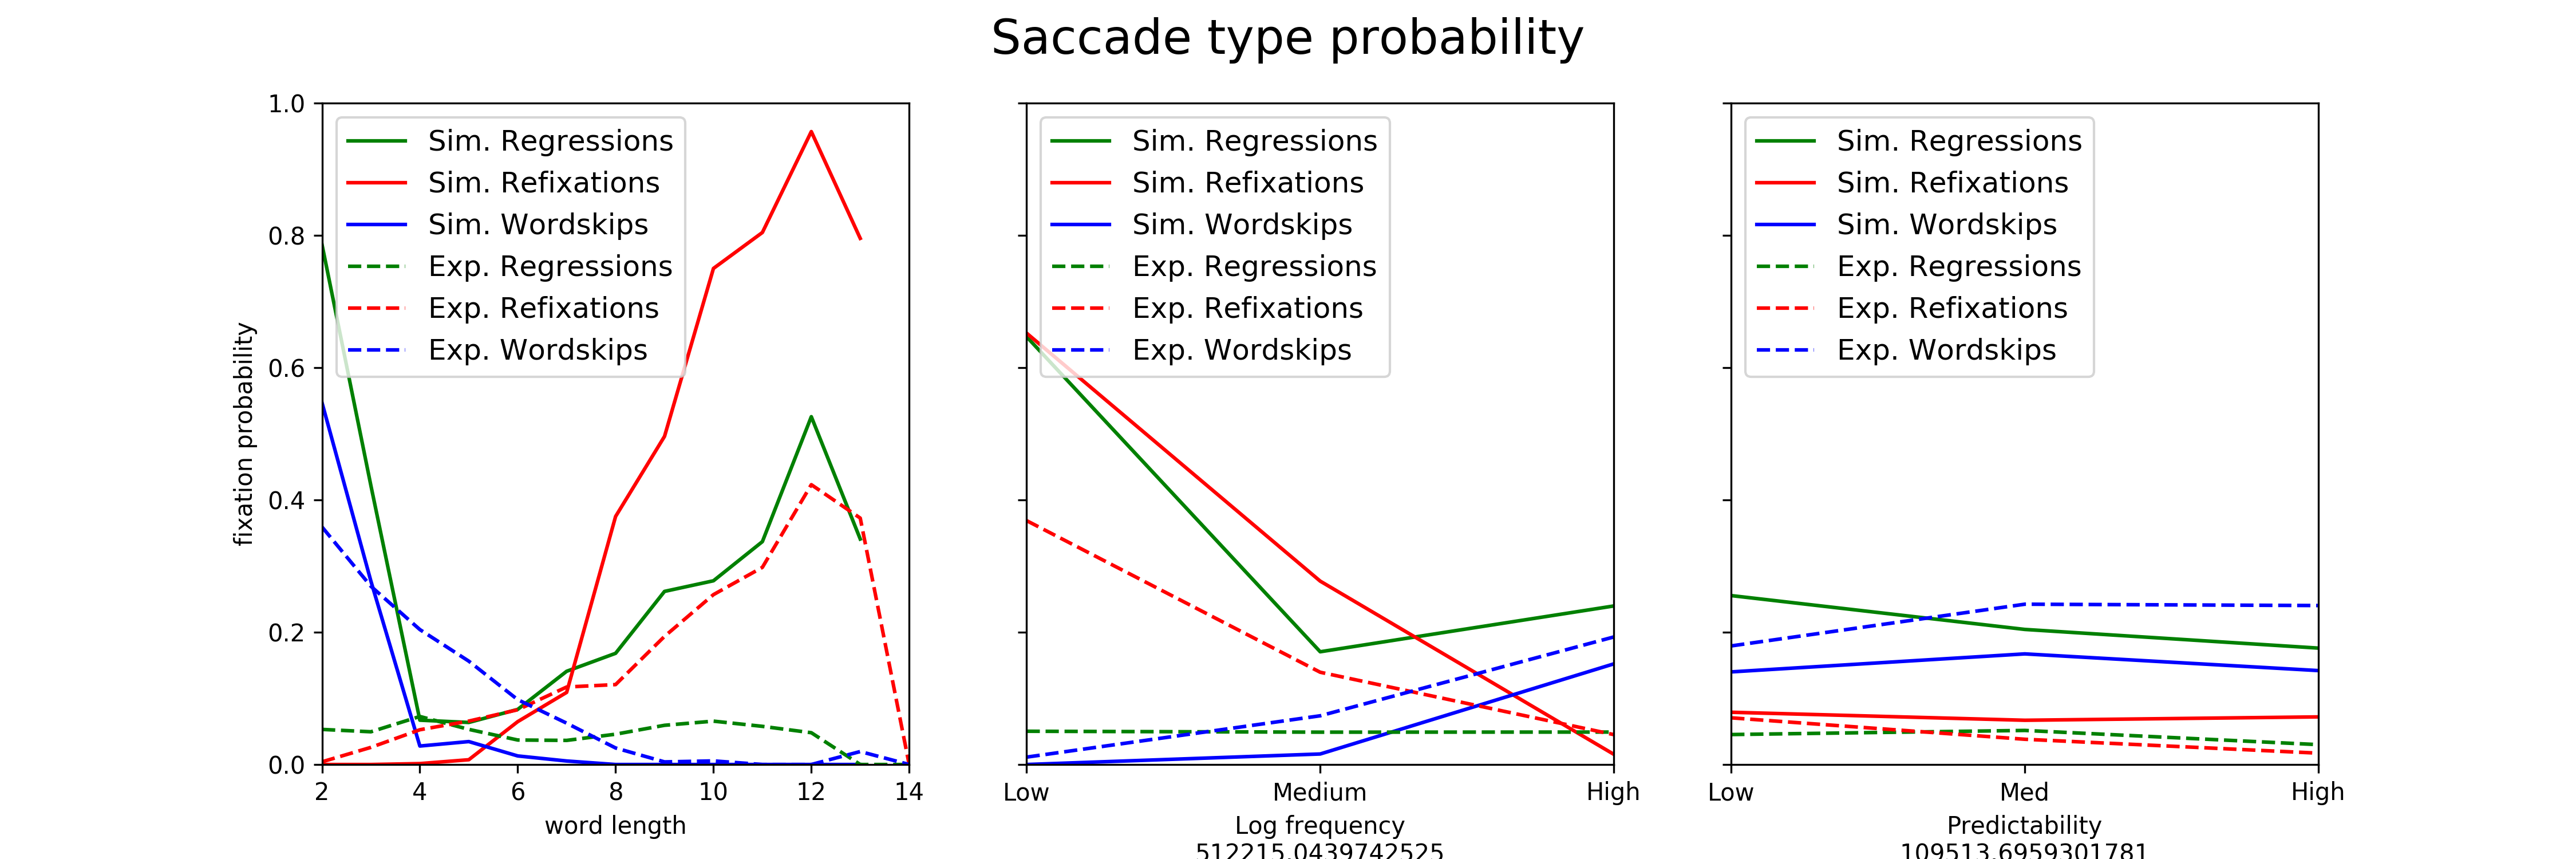 Saccade type probability
1.0
0.8
0.6
0.4
0.2
0.0
fixation probability
Sim. Regressions
Sim. Refixations
Sim. Wordskips
Exp. Regressions
Exp. Refixations
Exp. Wordskips
2 4 6 8 10 12 14
word length
Sim. Regressions
Sim. Refixations
Sim. Wordskips
Exp. Regressions
Exp. Refixations
Exp. Wordskips
Low Medium High
Log frequency
512215.0439742525
Sim. Regressions
Sim. Refixations
Sim. Wordskips
Exp. Regressions
Exp. Refixations
Exp. Wordskips
Low Med High
Predictability
109513.6959301781